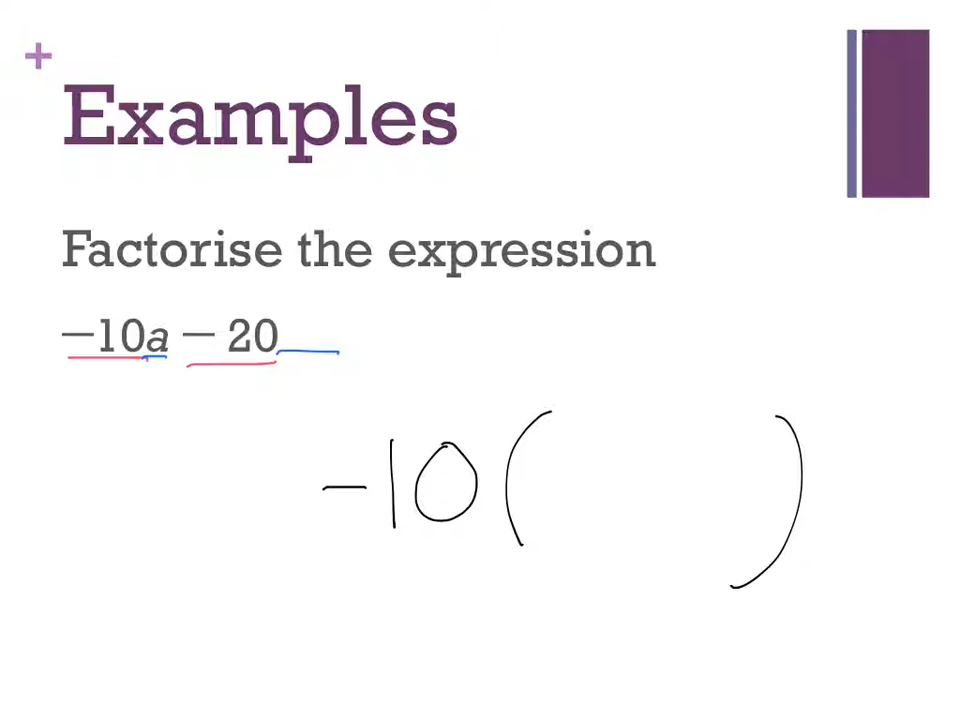 +
Examples
Factorise the expression
−10a − 20
−10( )